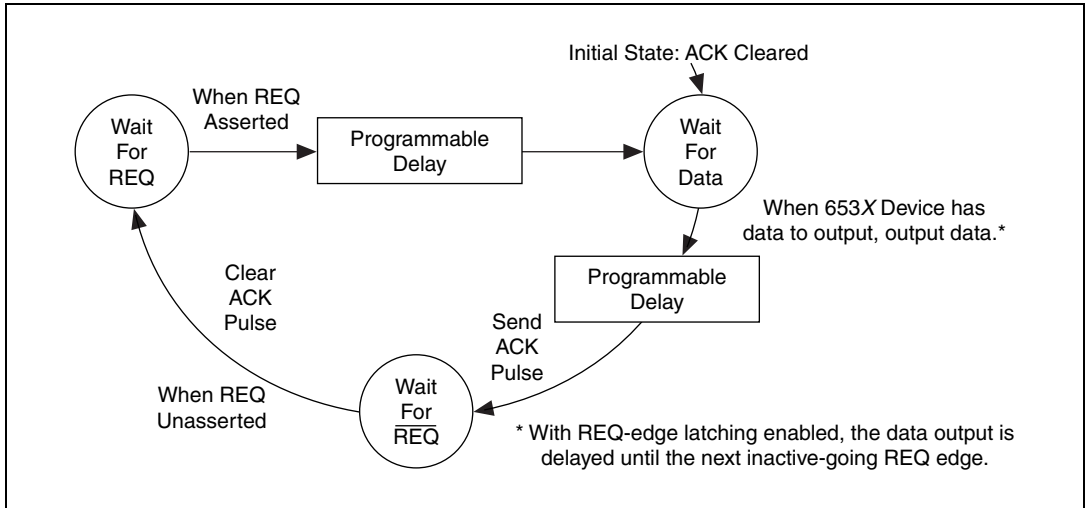 Initial State: ACK Cleared
When REQ
Asserted
Wait
For
REQ
Programmable
Delay
Wait
For
Data
When 653X Device has
data to output, output data.*
Programmable
Delay
Clear
ACK
Pulse
Send
ACK
Pulse
When REQ
Unasserted
Wait
For
R̅E̅Q̅
* With REQ-edge latching enabled, the data output is
delayed until the next inactive-going REQ edge.